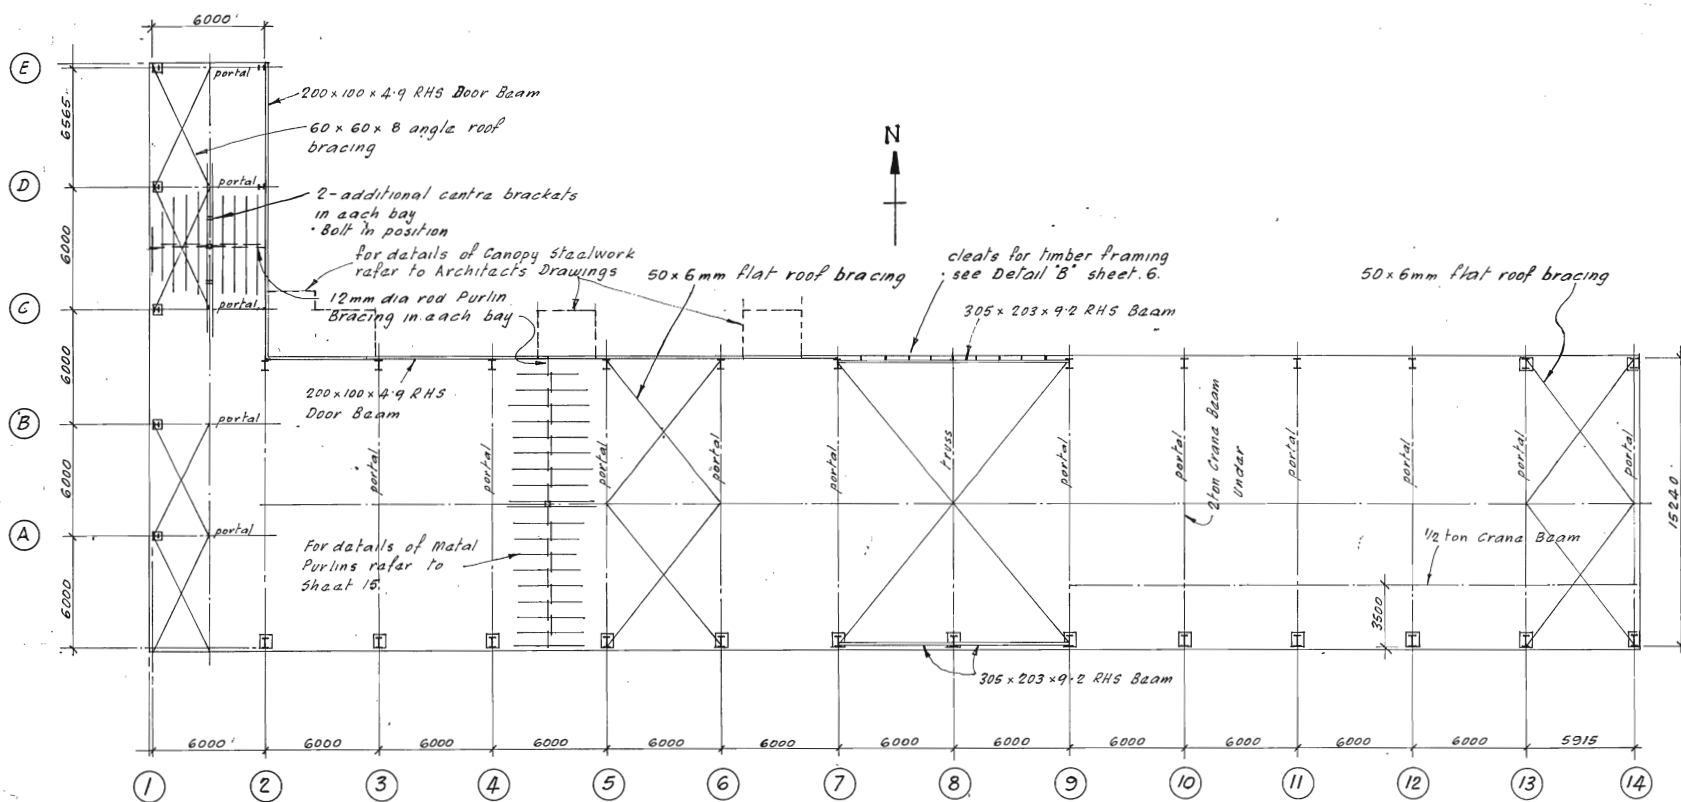 6000
E
portal
200 x 100 x 4·9 RHS Door Beam
60 x 60 x 8 angle roof
bracing
6565
N
D
portal
2-additional centre brackets
in each bay
• Bolt in position
6000
for details of Canopy Steelwork
refer to Architects Drawings
50 x 6mm flat roof bracing
cleats for timber framing
see Detail "B" sheet. 6.
50 x 6mm flat roof bracing
C
portal
12mm dia rod Purlin
Bracing in each bay
305 x 203 x 9·2 RHS Beam
6000
200 x 100 x 4·9 RHS
Door Beam
B
portal
portal
portal
portal
portal
truss
portal
portal
2 ton Crane Beam
Under
portal
portal
portal
portal
6000
15240
A
portal
For details of Metal
Purlins refer to
Sheet 15
1/2 ton Crane Beam
6000
3500
305 x 203 x 9·2 RHS Beam
6000 6000 6000 6000 6000 6000 6000 6000 6000 6000 6000 6000 5915
1 2 3 4 5 6 7 8 9 10 11 12 13 14